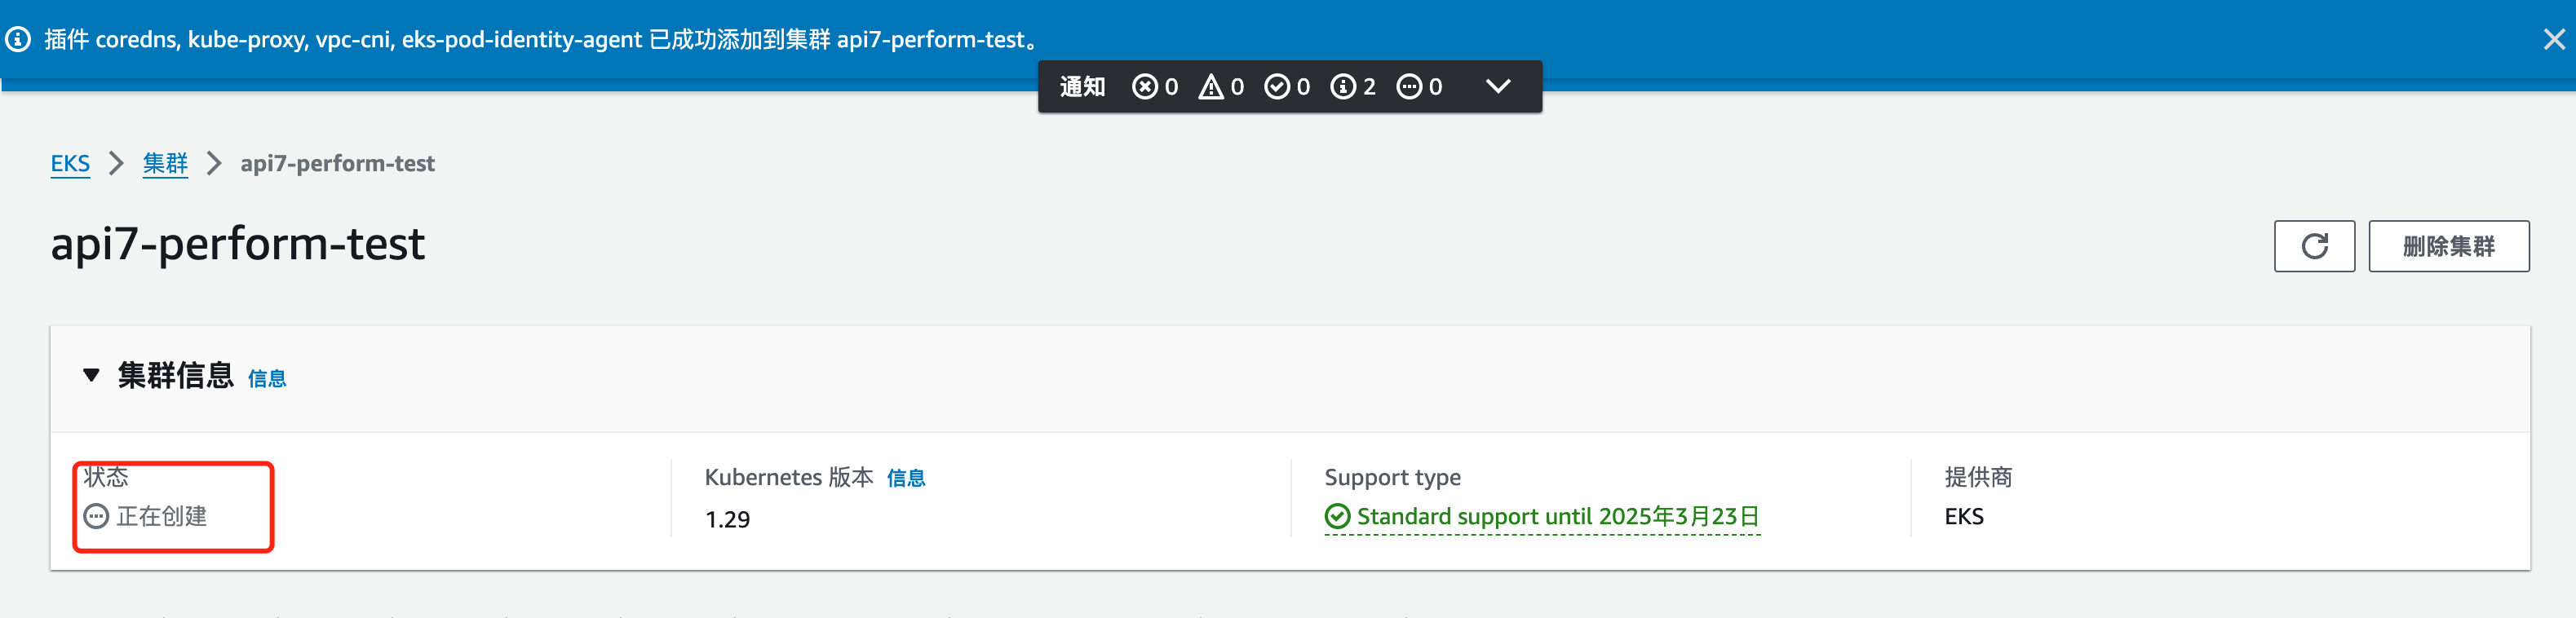 插件 coredns, kube-proxy, vpc-cni, eks-pod-identity-agent 已成功添加到集群 api7-perform-test。
通知 0 0 0 2 0
EKS 集群 api7-perform-test
api7-perform-test
删除集群
集群信息 信息
状态
正在创建
Kubernetes 版本 信息
1.29
Support type
Standard support until 2025年3月23日
提供商
EKS